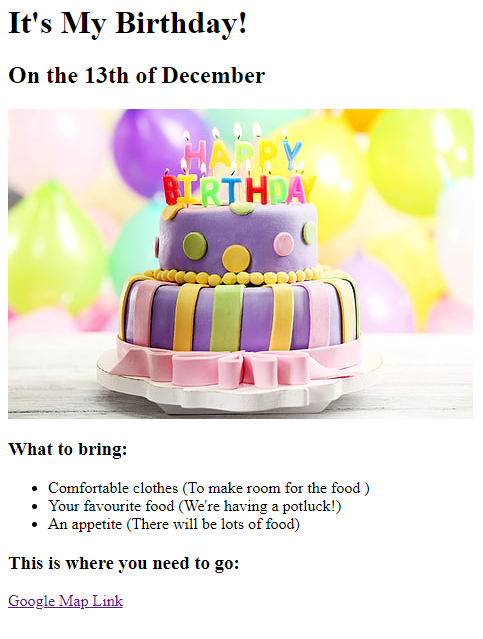 It's My Birthday!
On the 13th of December
HAPPY
BIRTHDAY
What to bring:
Comfortable clothes (To make room for the food )
Your favourite food (We're having a potluck!)
An appetite (There will be lots of food)
This is where you need to go:
Google Map Link